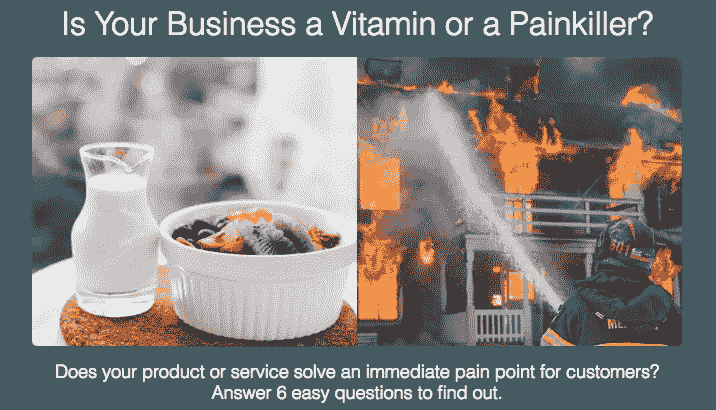 Is Your Business a Vitamin or a Painkiller?
601
Does your product or service solve an immediate pain point for customers?
Answer 6 easy questions to find out.